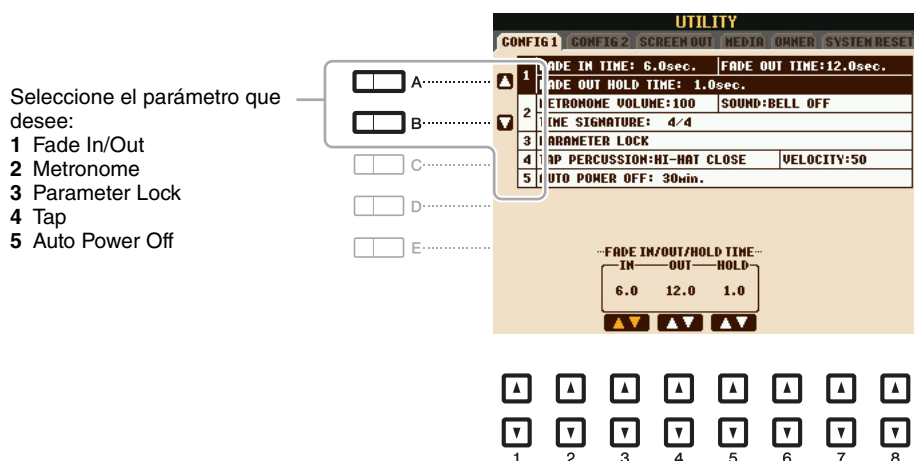 Seleccione el parámetro que
desee:
1 Fade In/Out
2 Metronome
3 Parameter Lock
4 Tap
5 Auto Power Off
A
B
C
D
E
UTILITY
CONFIG 1 CONFIG 2 SCREEN OUT MEDIA OWNER SYSTEM RESET
1 FADE IN TIME: 6.0sec. FADE OUT TIME:12.0sec.
FADE OUT HOLD TIME: 1.0sec.
2 METRONOME VOLUME:100 SOUND:BELL OFF
TIME SIGNATURE: 4/4
3 PARAMETER LOCK
4 TAP PERCUSSION:HI-HAT CLOSE VELOCITY:50
5 AUTO POWER OFF: 30min.
FADE IN/OUT/HOLD TIME
IN OUT HOLD
6.0 12.0 1.0
1 2 3 4 5 6 7 8